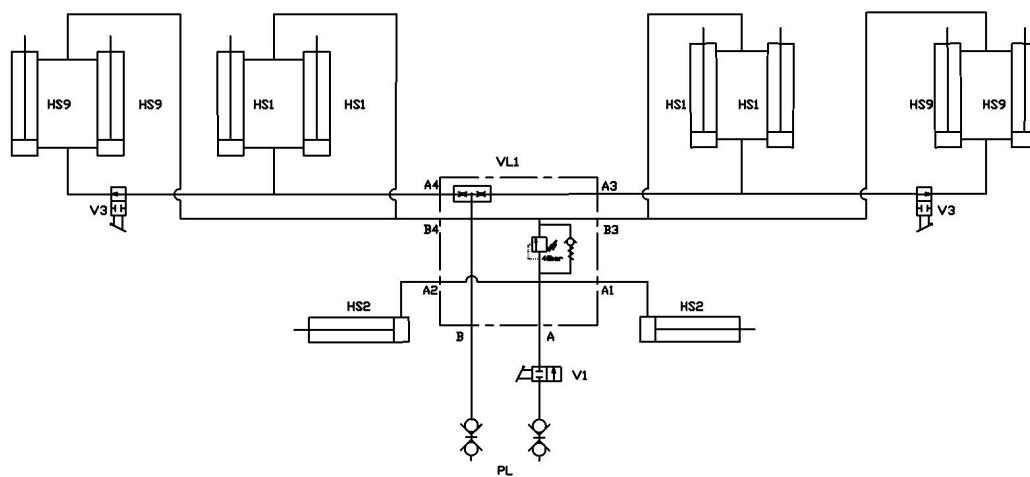 HS9 HS9 HS1 HS1 HS1 HS1 HS9 HS9
VL1
A4 A3
V3 V3
B4 B3
A2 A1
HS2 HS2
B A
V1
PL